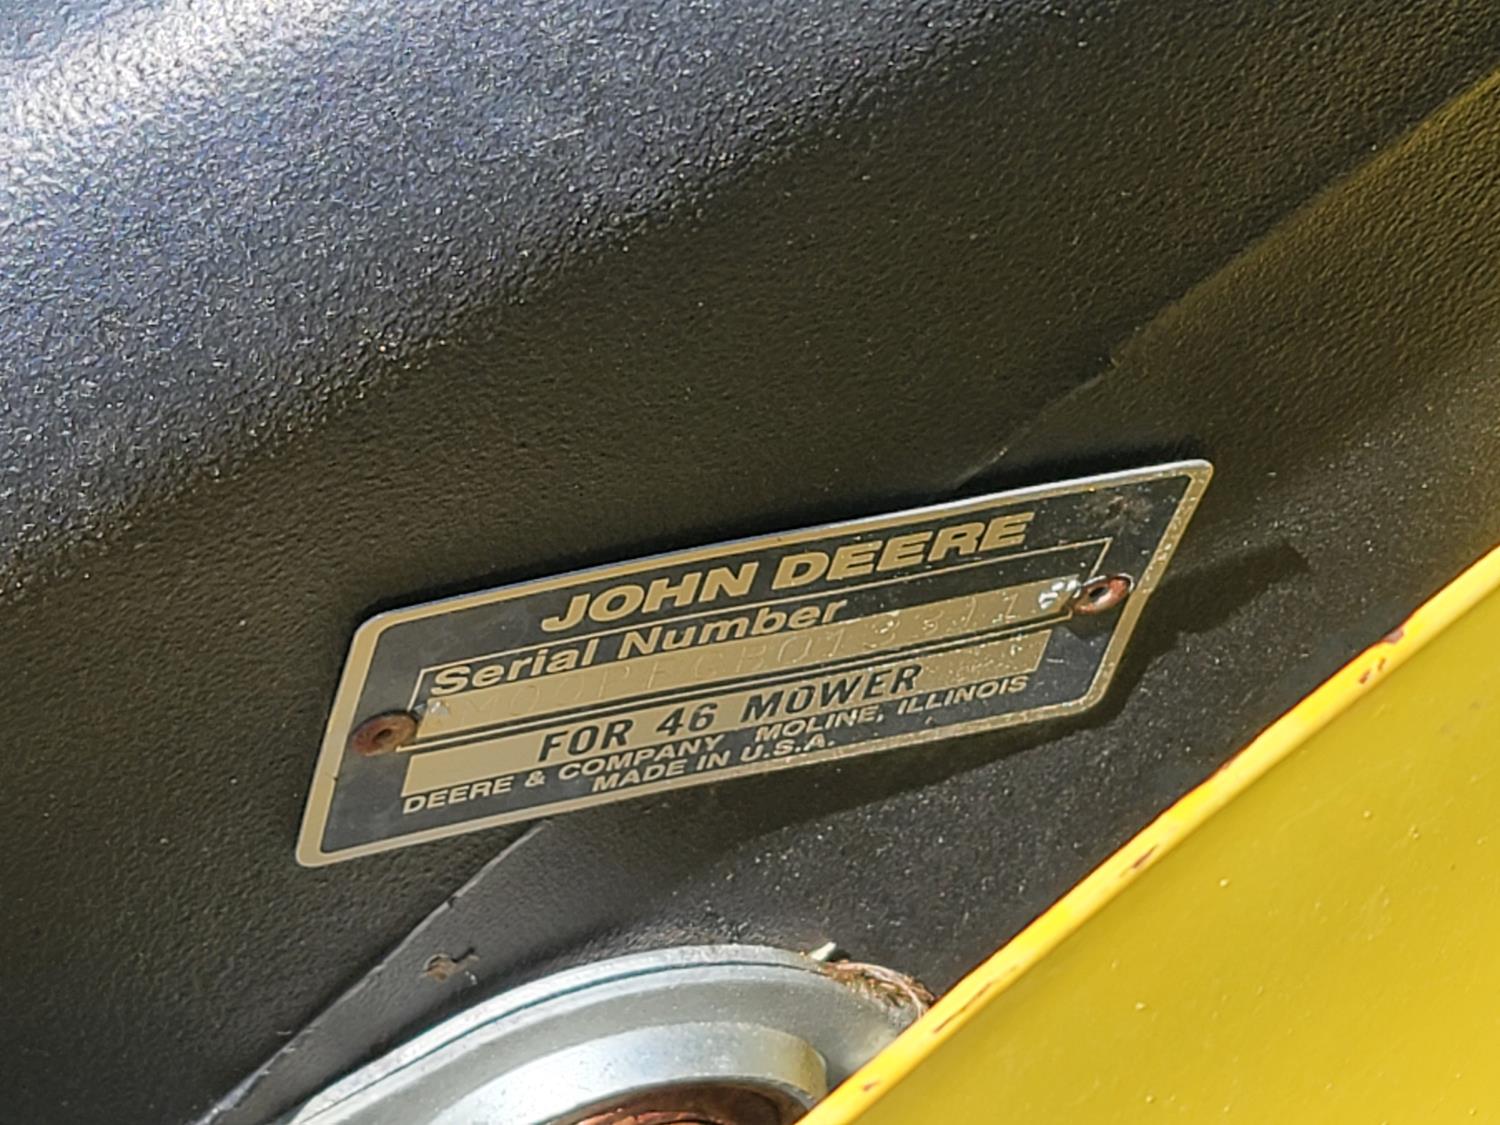 JOHN DEERE
Serial Number
FOR 46 MOWER
DEERE & COMPANY MOLINE, ILLINOIS
MADE IN U.S.A.